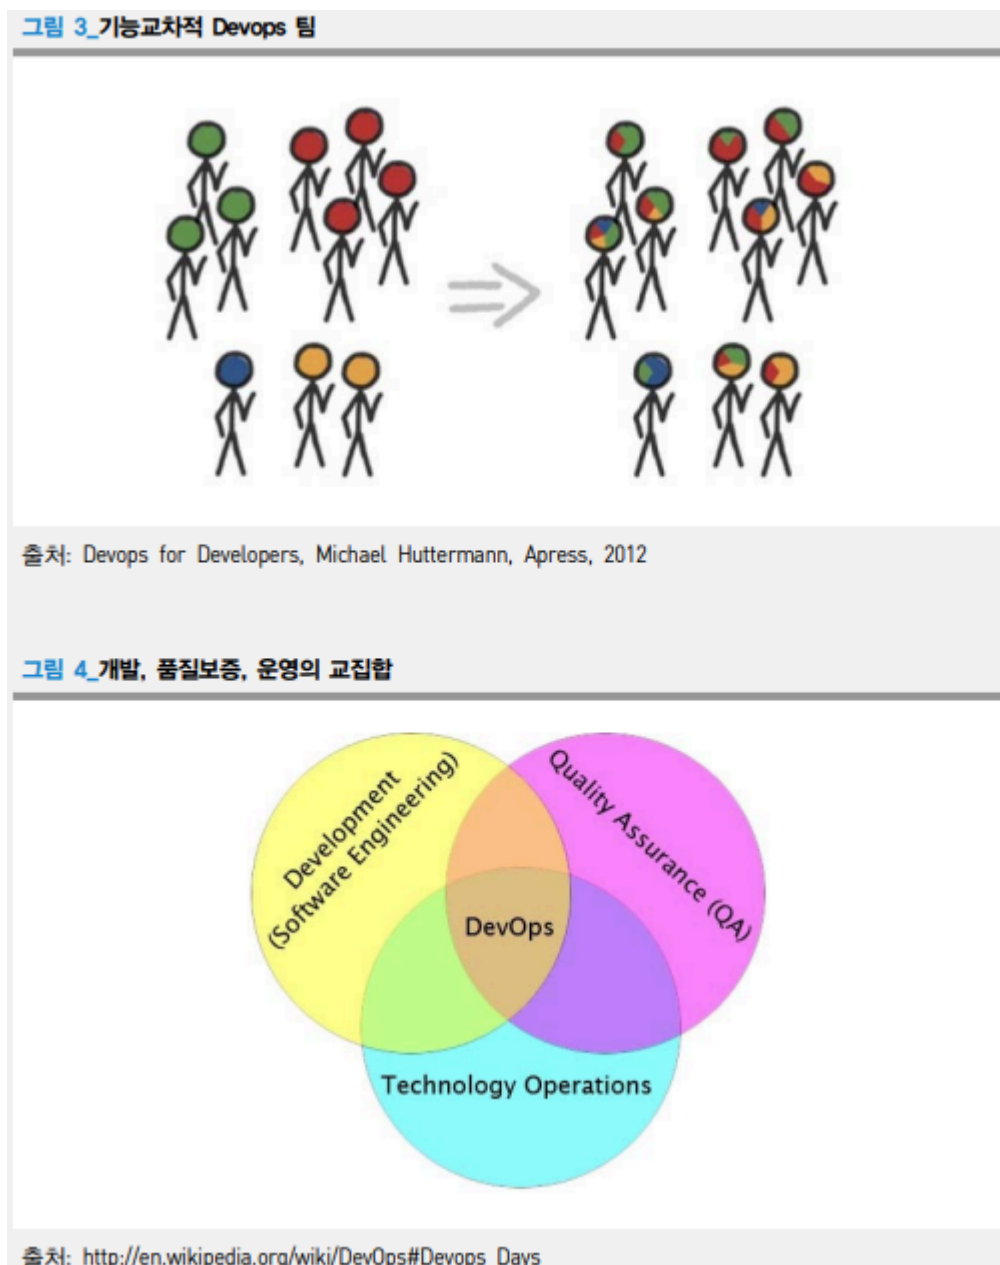 그림 3_기능교차적 Devops 팀
출처: Devops for Developers, Michael Huttermann, Apress, 2012
그림 4_개발, 품질보증, 운영의 교집합
Development
(Software Engineering)
Quality Assurance (QA)
DevOps
Technology Operations
출처: http://en.wikipedia.org/wiki/DevOps#Devops_Days